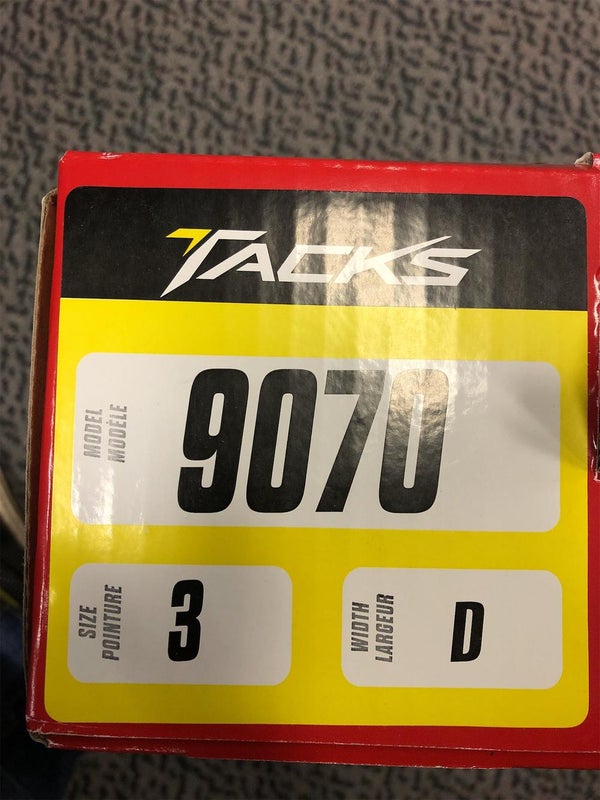 TACKS
MODEL
MODÈLE
9070
SIZE
POINTURE
3
WIDTH
LARGEUR
D